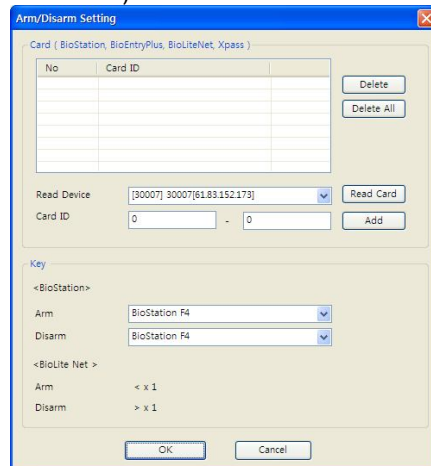 Arm/Disarm Setting
Card ( BioStation, BioEntryPlus, BioLiteNet, Xpass )
No Card ID
Delete
Delete All
Read Device [30007] 30007[61.83.152.173] Read Card
Card ID 0 - 0 Add
Key
<BioStation>
Arm BioStation F4
Disarm BioStation F4
<BioLite Net >
Arm < x 1
Disarm > x 1
OK Cancel